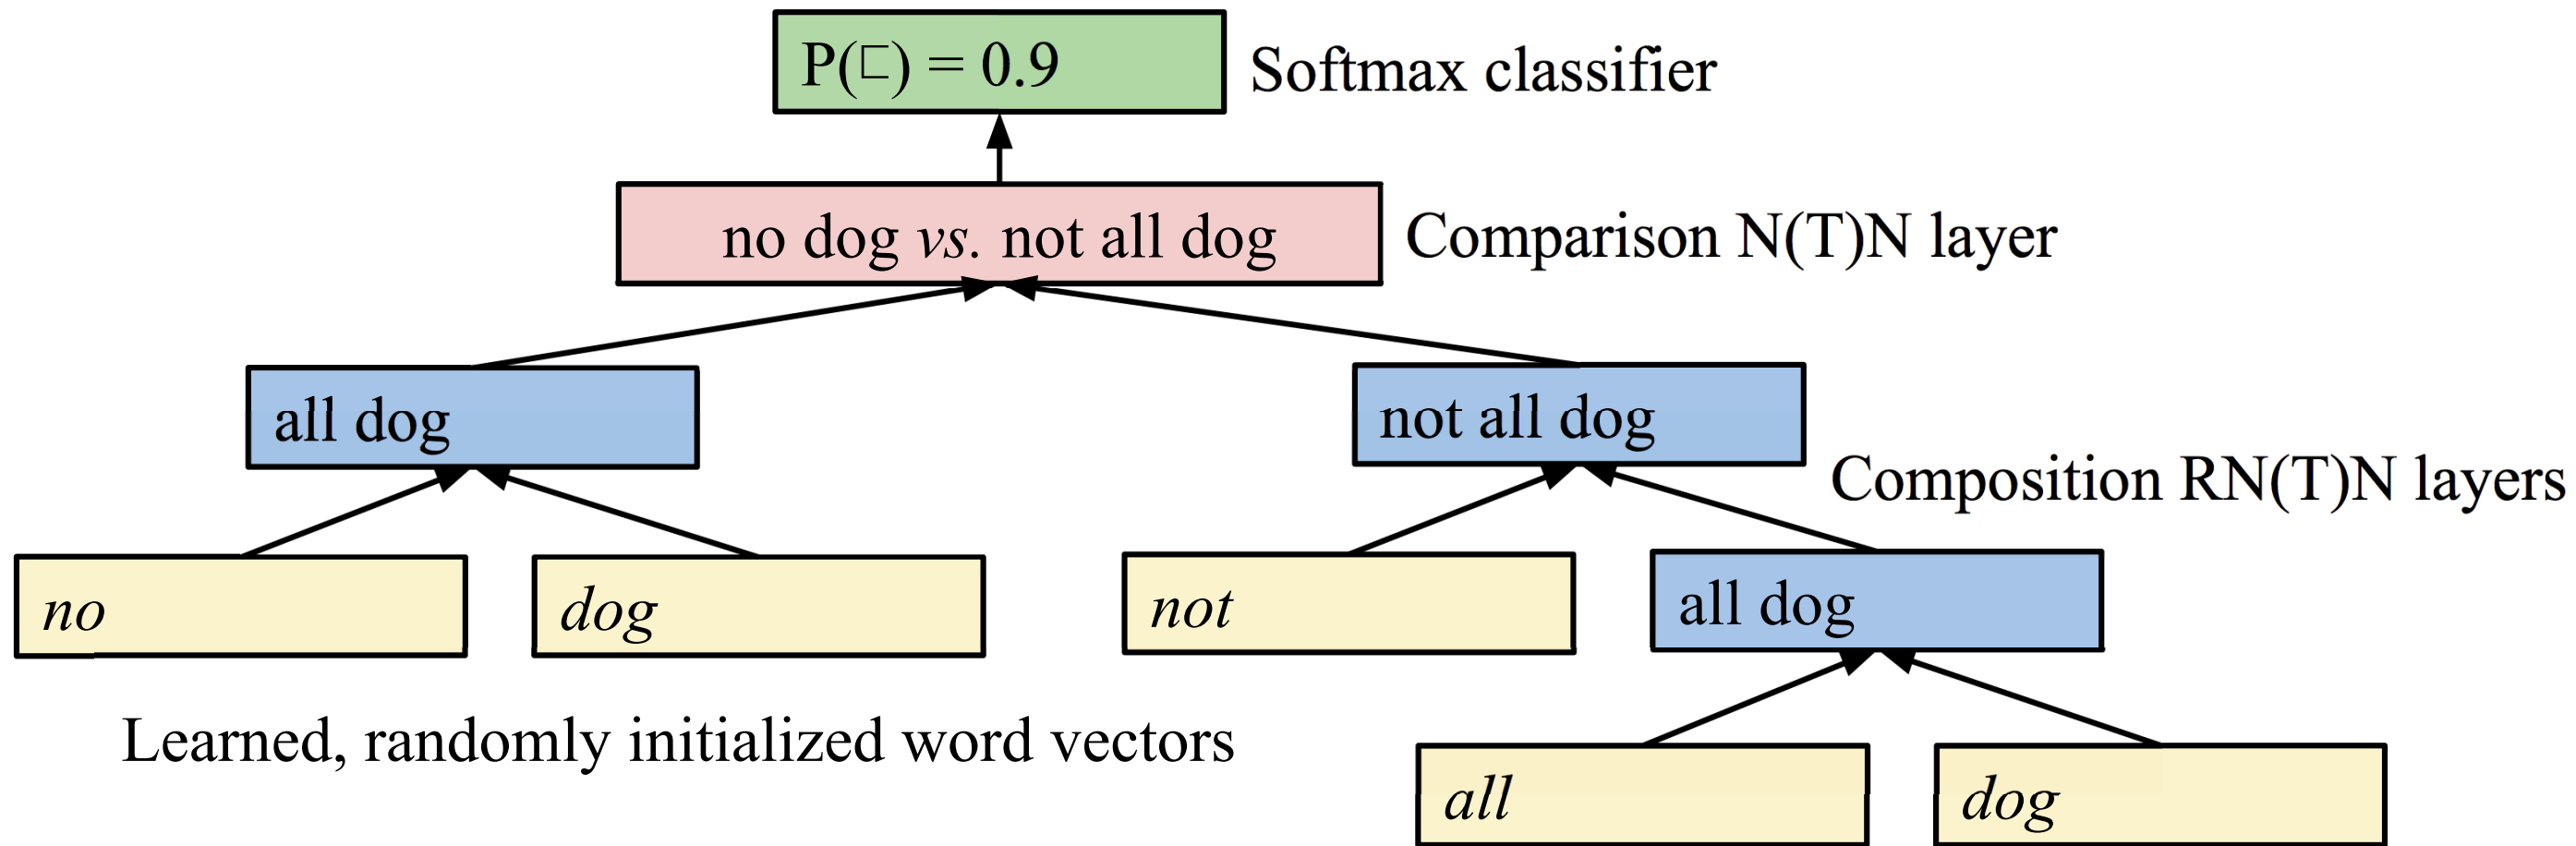 P(⊏) = 0.9
Softmax classifier
no dog vs. not all dog
Comparison N(T)N layer
all dog
not all dog
Composition RN(T)N layers
no
dog
not
all dog
Learned, randomly initialized word vectors
all
dog